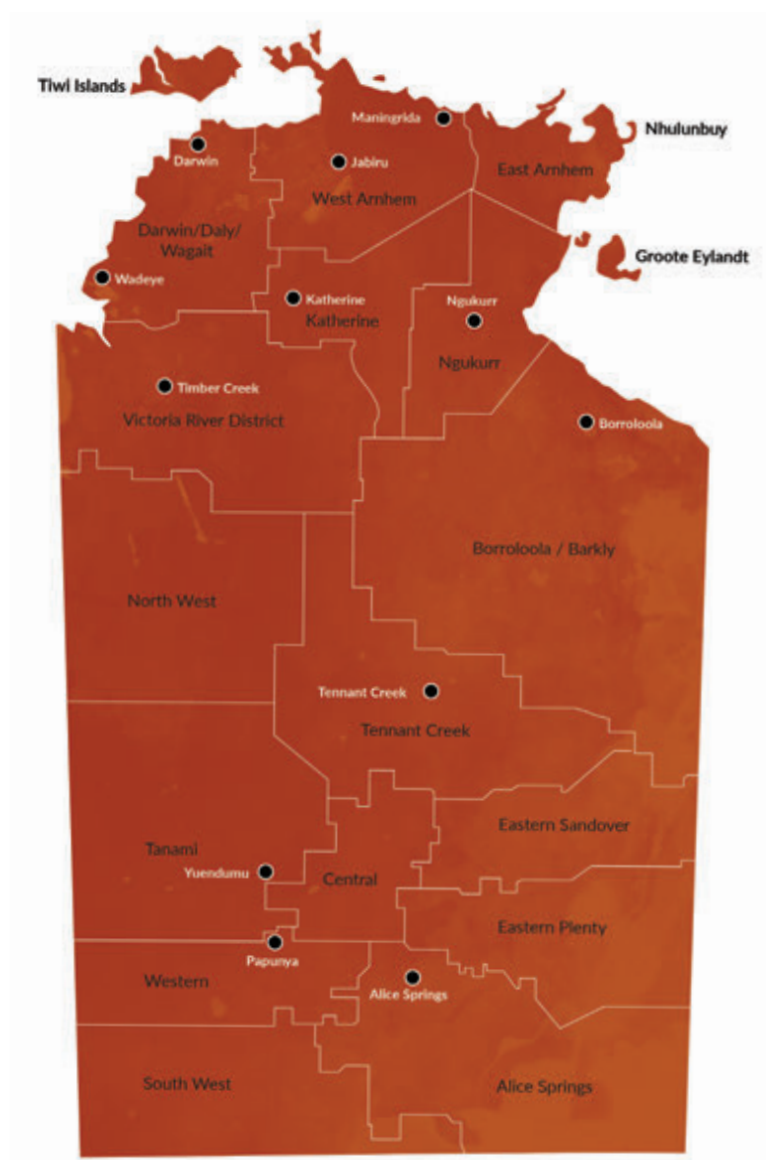 Tiwi Islands
Maningrida
Nhulunbuy
Darwin
Jabiru
East Arnhem
West Arnhem
Darwin/Daly/
Wagait
Groote Eylandt
Wadeye
Katherine
Katherine
Ngukurr
Ngukurr
Timber Creek
Victoria River District
Borroloola
Borroloola / Barkly
North West
Tennant Creek
Tennant Creek
Eastern Sandover
Tanami
Yuendumu
Central
Eastern Plenty
Papunya
Western
Alice Springs
South West
Alice Springs